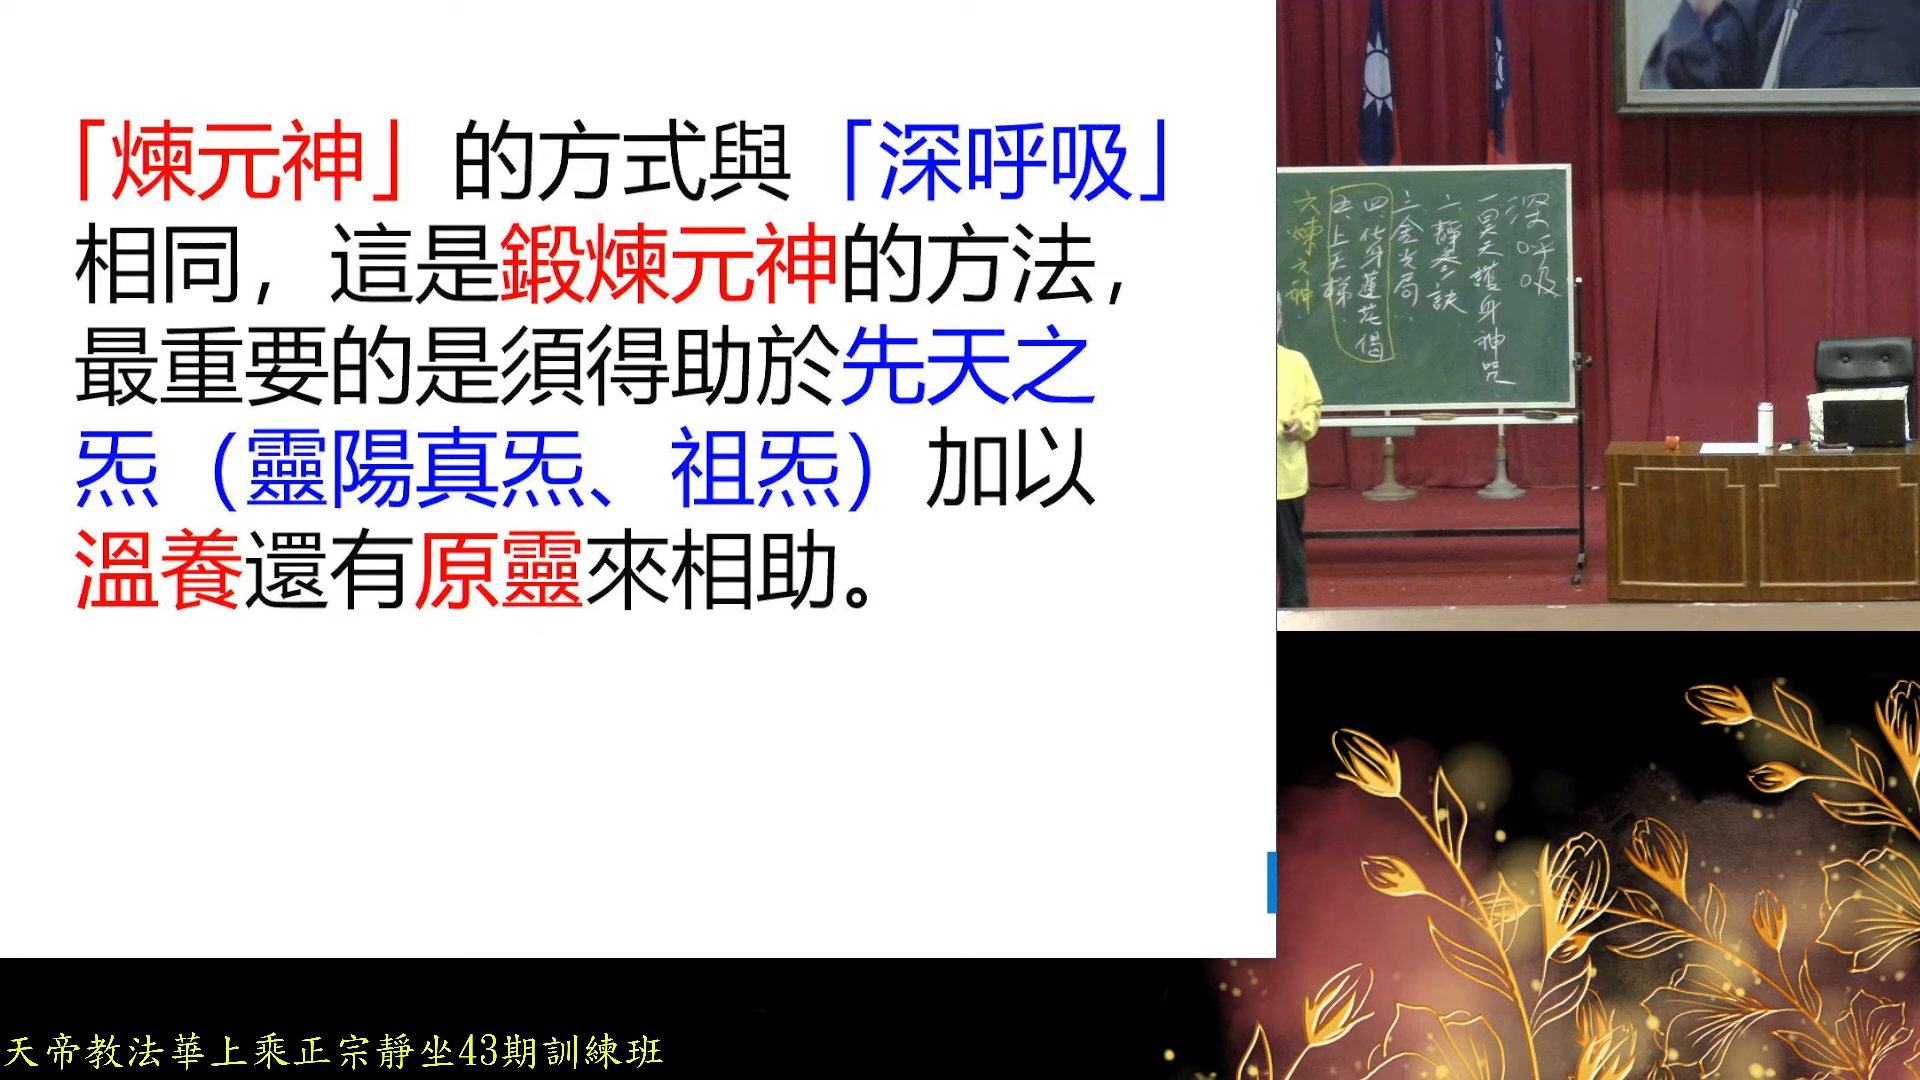 「煉元神」的方式與「深呼吸」
相同，這是鍛煉元神的方法，
最重要的是須得助於先天之
炁（靈陽真炁、祖炁）加以
溫養還有原靈來相助。
深呼吸
一冥天護身神咒
二靜參二訣
三金光局
四.化身蓮花偈
五.上天梯
六煉元神
天帝教法華上乘正宗靜坐43期訓練班